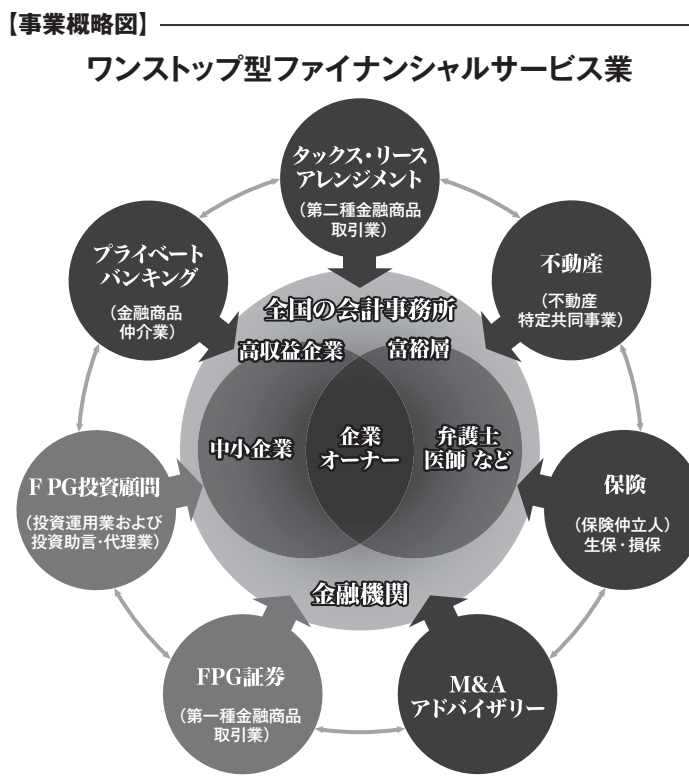 【事業概略図】
ワンストップ型ファイナンシャルサービス業
タックス・リース
アレンジメント
（第二種金融商品
取引業）
プライベート
バンキング
（金融商品
仲介業）
不動産
（不動産
特定共同事業）
全国の会計事務所
高収益企業
富裕層
中小企業
企業
オーナー
弁護士
医師 など
FPG投資顧問
（投資運用業および
投資助言・代理業）
保険
（保険仲立人）
生保・損保
金融機関
FPG証券
（第一種金融商品
取引業）
M&A
アドバイザリー